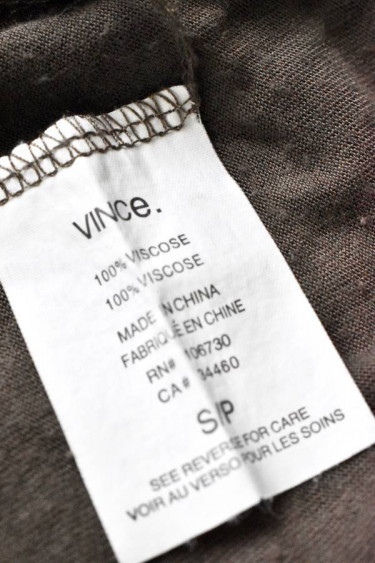 VINCe.
100% VISCOSE
100% VISCOSE
MADE IN CHINA
FABRIQUÉ EN CHINE
RN# 106730
CA# 34460
S/P
SEE REVERSE FOR CARE
VOIR AU VERSO POUR LES SOINS